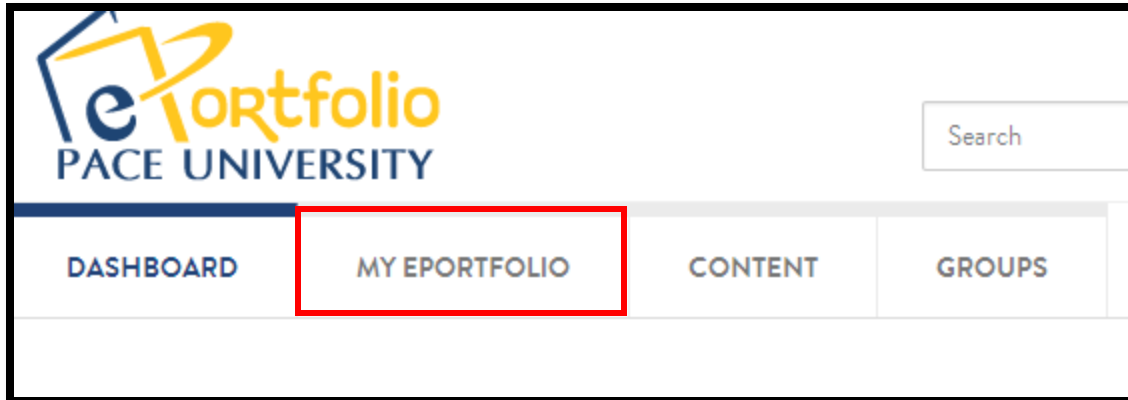 ePortfolio
PACE UNIVERSITY
Search
DASHBOARD MY EPORTFOLIO CONTENT GROUPS